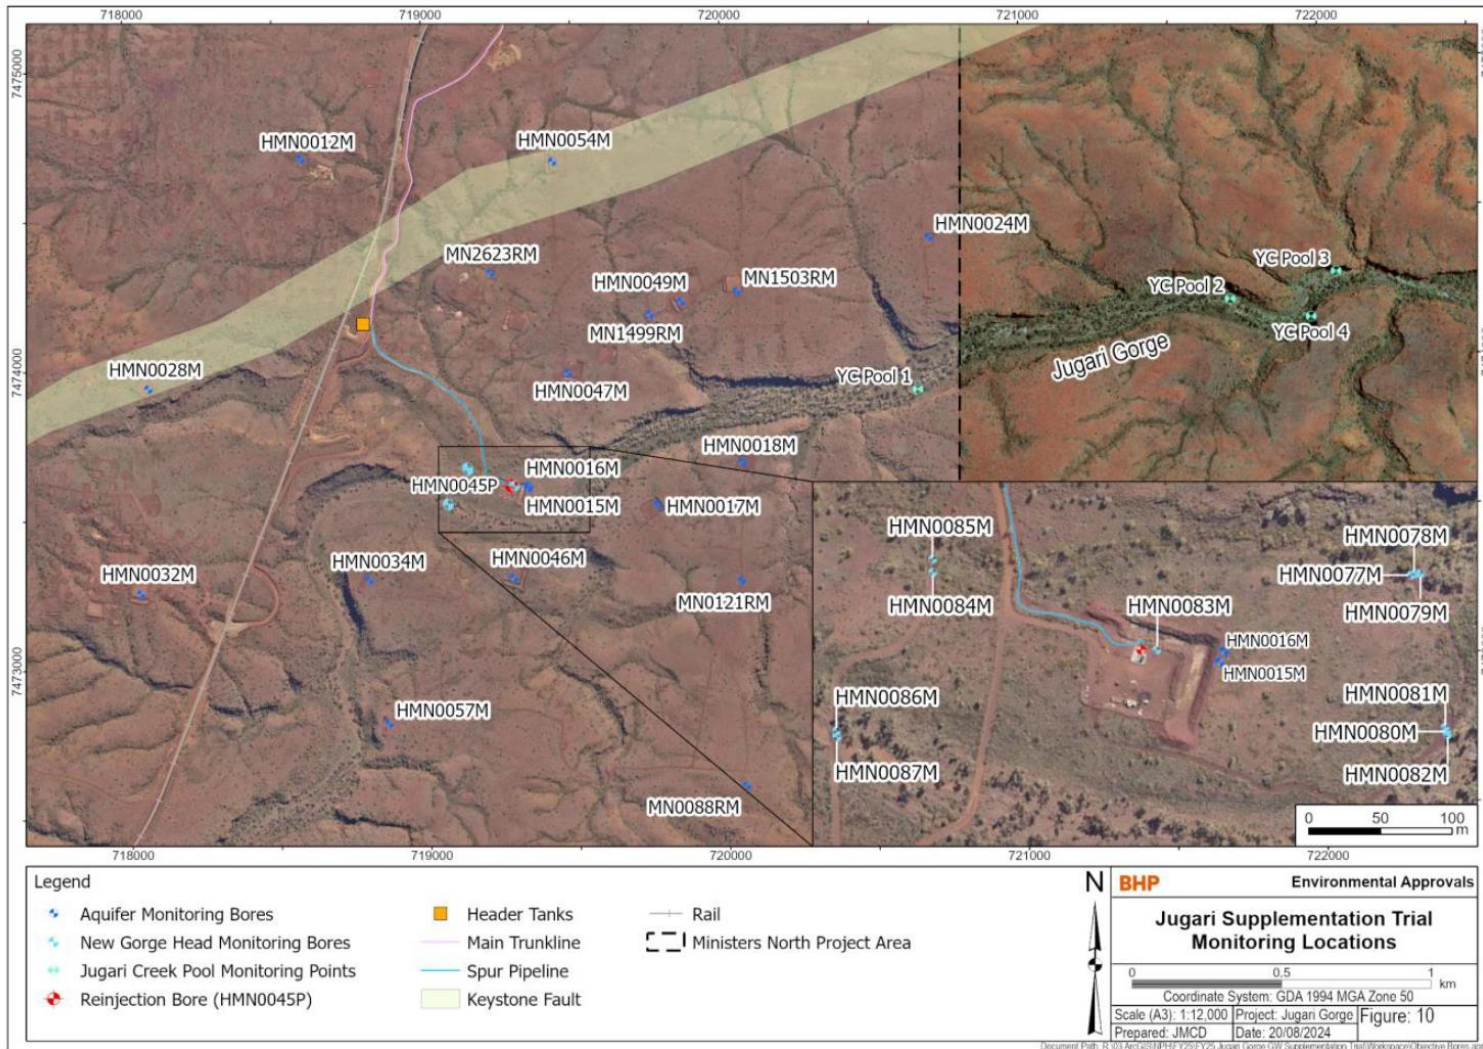 718000
719000
720000
721000
722000
7475000
7474000
7473000
HMN0012M
HMN0054M
HMN0024M
MN2623RM
HMN0049M
MN1503RM
MN1499RM
HMN0028M
HMN0047M
YC Pool 1
YC Pool 3
YC Pool 2
YC Pool 4
Jugari Gorge
HMN0018M
HMN0016M
HMN0045P
HMN0015M
HMN0017M
HMN0034M
HMN0046M
HMN0032M
MN0121RM
HMN0057M
MN0088RM
HMN0085M
HMN0084M
HMN0078M
HMN0077M
HMN0079M
HMN0083M
HMN0016M
HMN0015M
HMN0086M
HMN0087M
HMN0081M
HMN0080M
HMN0082M
0 50 100
m
718000
719000
720000
721000
722000
Legend
Aquifer Monitoring Bores
New Gorge Head Monitoring Bores
Jugari Creek Pool Monitoring Points
Reinjection Bore (HMN0045P)
Header Tanks
Main Trunkline
Spur Pipeline
Keystone Fault
Rail
Ministers North Project Area
N
BHP
Environmental Approvals
Jugari Supplementation Trial
Monitoring Locations
0 0.5 1
km
Coordinate System: GDA 1994 MGA Zone 50
Scale (A3): 1:12,000
Project: Jugari Gorge
Figure: 10
Prepared: JMCD
Date: 20/08/2024